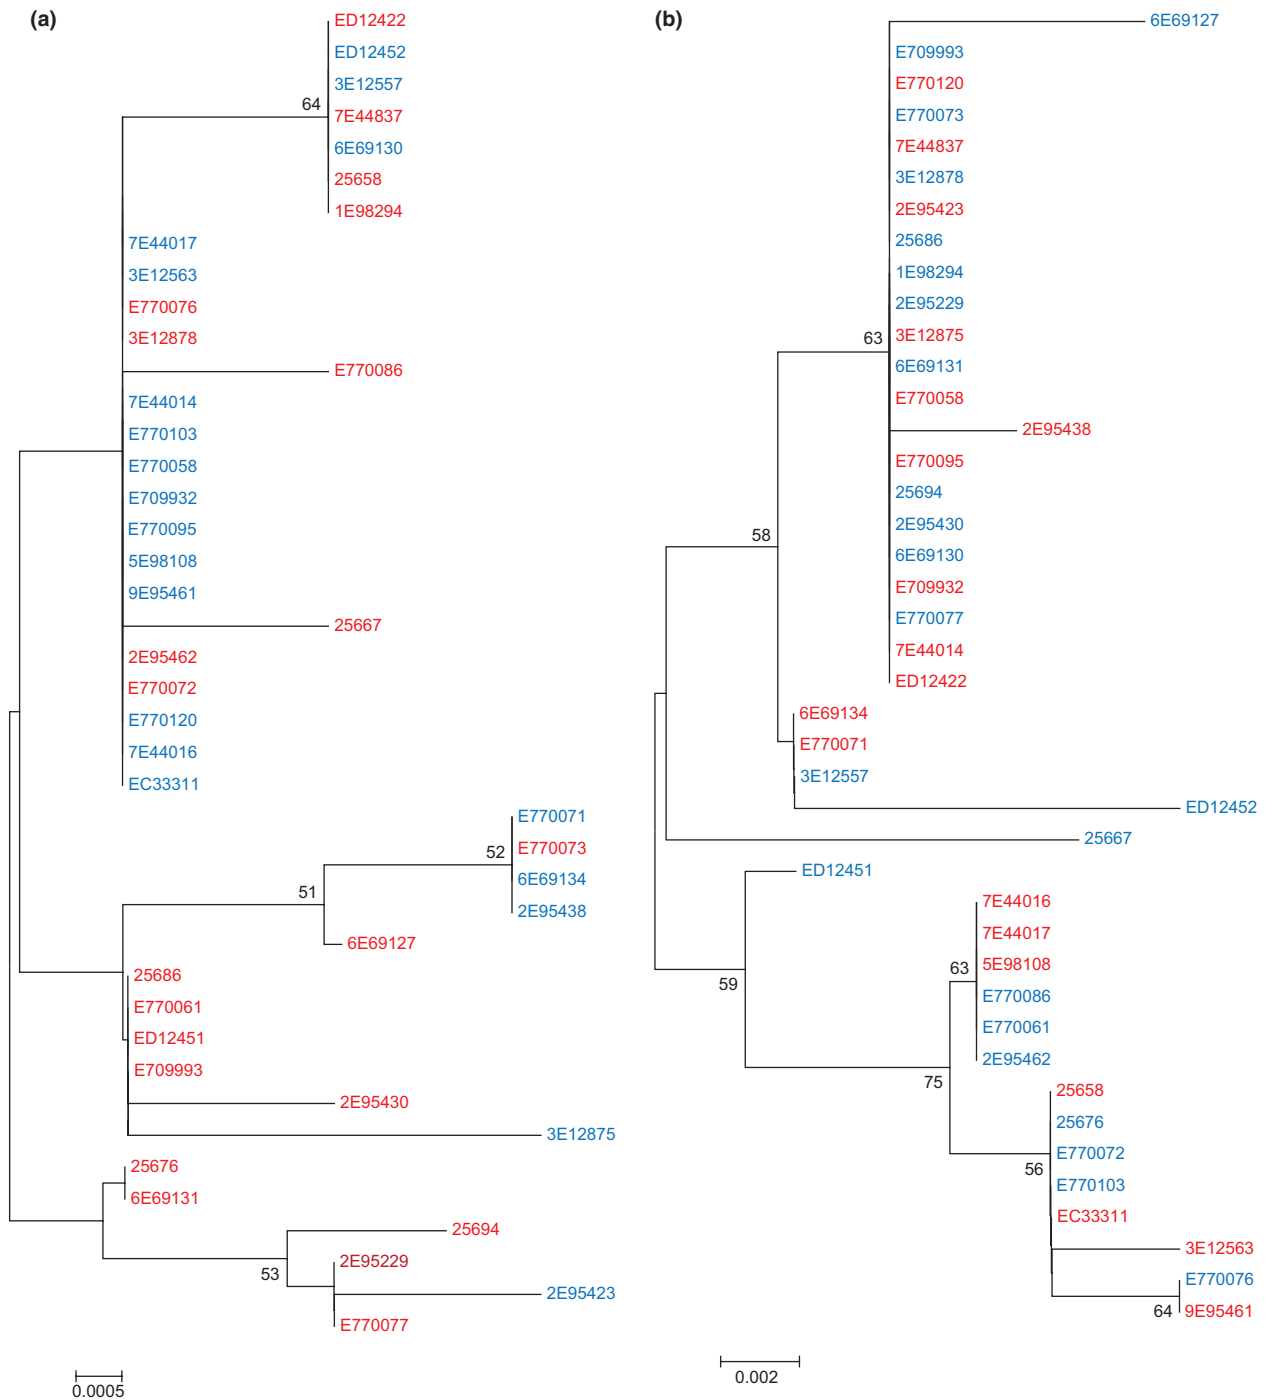 (a)
ED12422
ED12452
3E12557
64
7E44837
6E69130
25658
1E98294
7E44017
3E12563
E770076
3E12878
E770086
7E44014
E770103
E770058
E709932
E770095
5E98108
9E95461
25667
2E95462
E770072
E770120
7E44016
EC33311
E770071
52
E770073
6E69134
51
2E95438
6E69127
25686
E770061
ED12451
E709993
2E95430
3E12875
25676
6E69131
25694
2E95229
53
2E95423
E770077
0.0005
(b)
6E69127
E709993
E770120
E770073
7E44837
3E12878
2E95423
25686
1E98294
2E95229
63
3E12875
6E69131
E770058
2E95438
E770095
25694
2E95430
58
6E69130
E709932
E770077
7E44014
ED12422
6E69134
E770071
3E12557
ED12452
25667
ED12451
7E44016
7E44017
63
5E98108
59
E770086
E770061
2E95462
75
25658
25676
E770072
56
E770103
EC33311
3E12563
E770076
64
9E95461
0.002